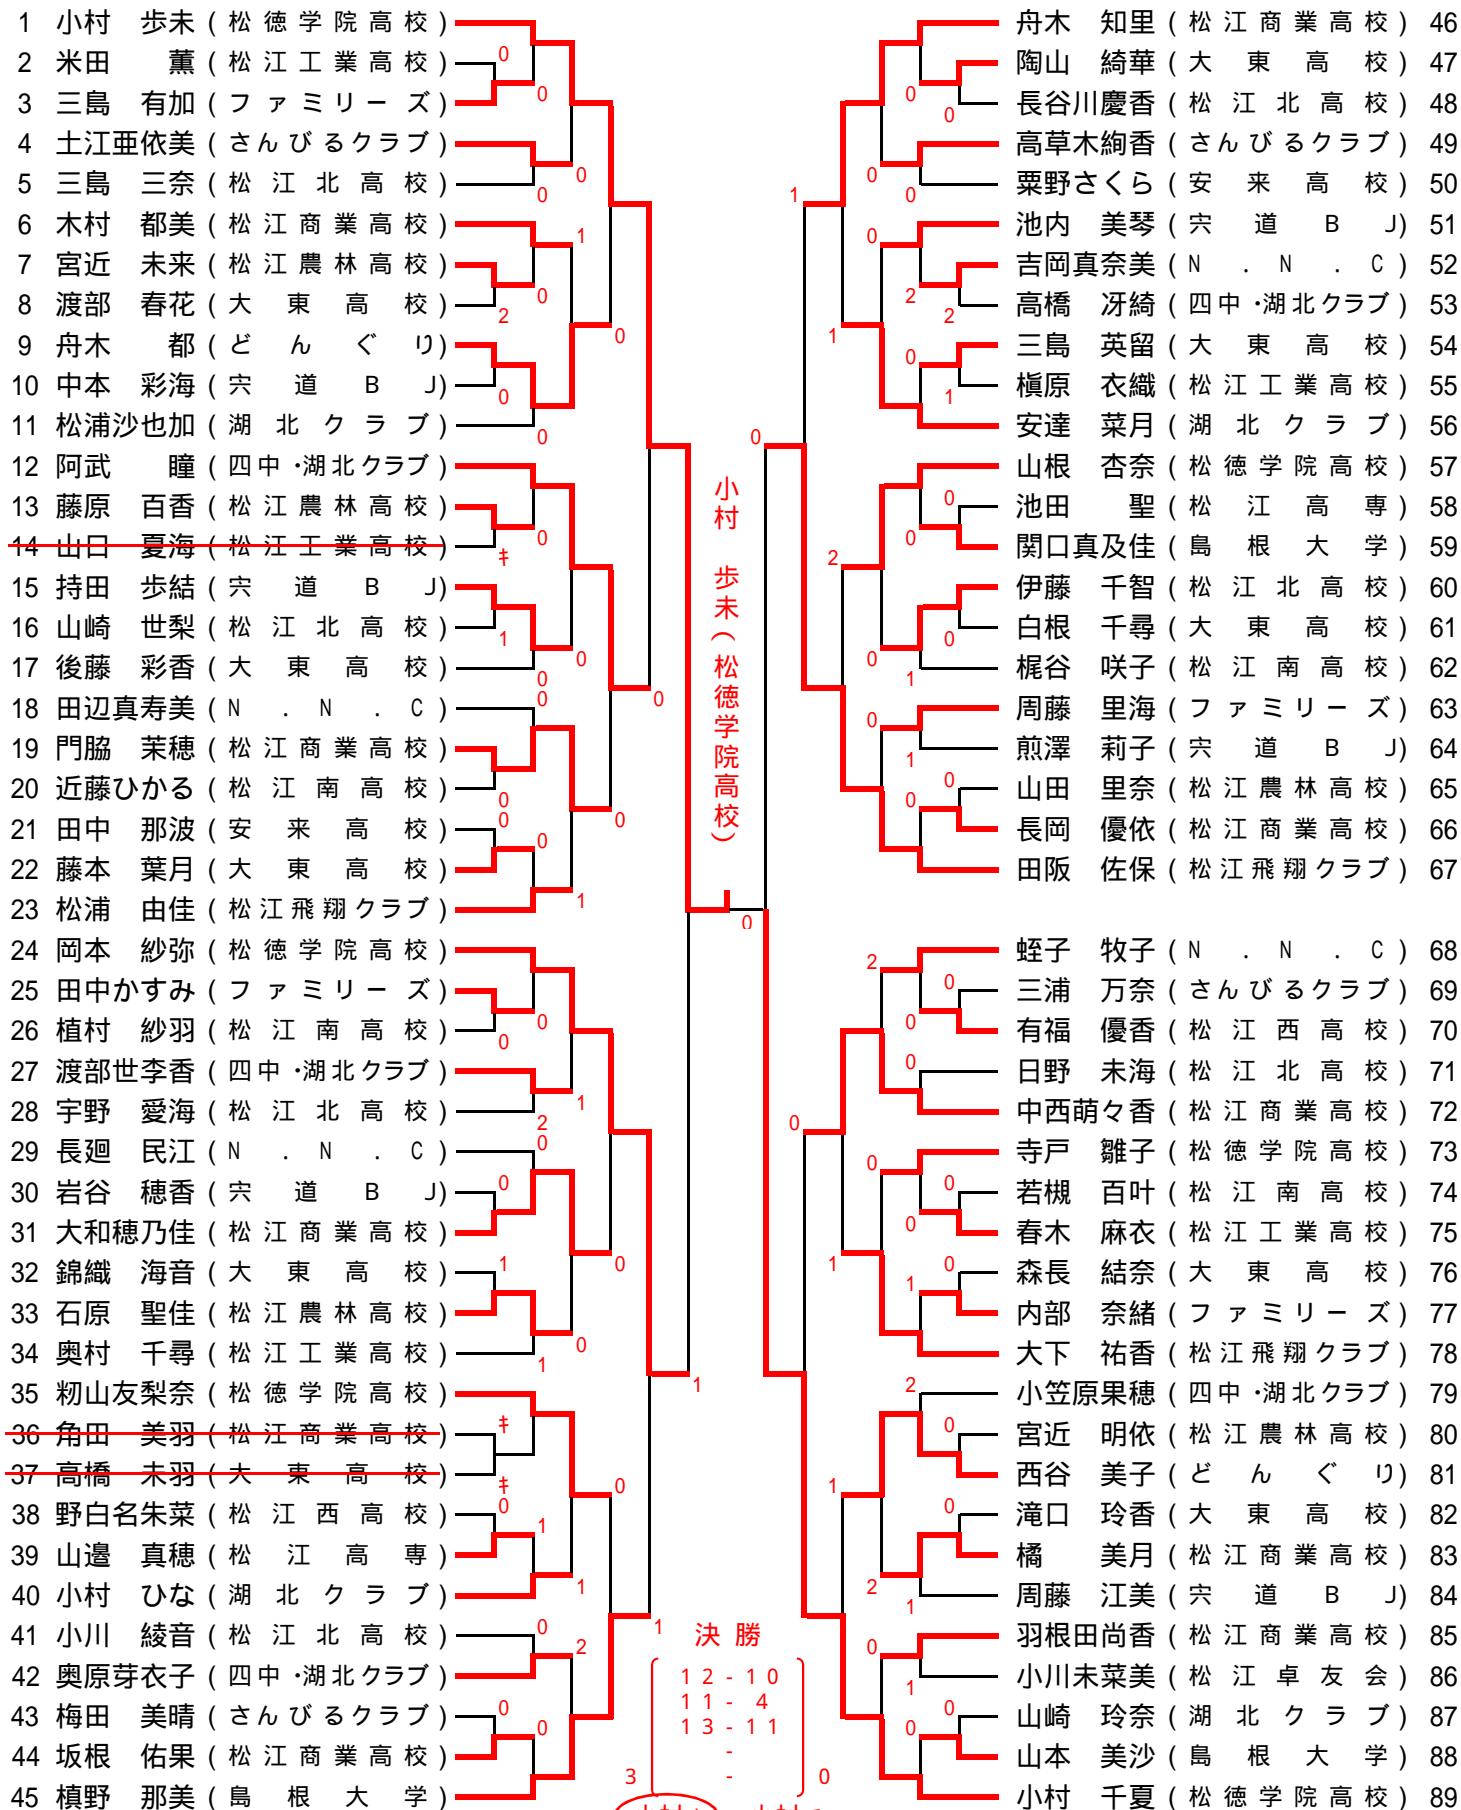 1 小村 歩未 (松徳学院高校)
2 米田 薫 (松江工業高校)
3 三島 有加 (ファミリーズ)
4 土江亜依美 (さんびるクラブ)
5 三島 三奈 (松江北高校)
6 木村 都美 (松江商業高校)
7 宮近 未来 (松江農林高校)
8 渡部 春花 (大東高校)
9 舟木 都 (どんぐり)
10 中本 彩海 (宍道BJ)
11 松浦沙也加 (湖北クラブ)
12 阿武 瞳 (四中・湖北クラブ)
13 藤原 百香 (松江農林高校)
14 山口 夏海 (松江工業高校)
15 持田 歩結 (宍道BJ)
16 山崎 世梨 (松江北高校)
17 後藤 彩香 (大東高校)
18 田辺真寿美 (N.N.C)
19 門脇 茉穂 (松江商業高校)
20 近藤ひかる (松江南高校)
21 田中 那波 (安来高校)
22 藤本 葉月 (大東高校)
23 松浦 由佳 (松江飛翔クラブ)
24 岡本 紗弥 (松徳学院高校)
25 田中かすみ (ファミリーズ)
26 植村 紗羽 (松江南高校)
27 渡部世李香 (四中・湖北クラブ)
28 宇野 愛海 (松江北高校)
29 長廻 民江 (N.N.C)
30 岩谷 穂香 (宍道BJ)
31 大和穂乃佳 (松江商業高校)
32 錦織 海音 (大東高校)
33 石原 聖佳 (松江農林高校)
34 奥村 千尋 (松江工業高校)
35 籾山友梨奈 (松徳学院高校)
36 角田 美羽 (松江商業高校)
37 高橋 未羽 (大東高校)
38 野白名朱菜 (松江西高校)
39 山邉 真穂 (松江高専)
40 小村 ひな (湖北クラブ)
41 小川 綾音 (松江北高校)
42 奥原芽衣子 (四中・湖北クラブ)
43 梅田 美晴 (さんびるクラブ)
44 坂根 佑果 (松江商業高校)
45 槙野 那美 (島根大学)
小村 歩未(松徳学院高校)
決勝
12-10
11-4
13-11
-
3 - 0
舟木 知里 (松江商業高校) 46
陶山 綺華 (大東高校) 47
長谷川慶香 (松江北高校) 48
高草木絢香 (さんびるクラブ) 49
粟野さくら (安来高校) 50
池内 美琴 (宍道BJ) 51
吉岡真奈美 (N.N.C) 52
高橋 冴綺 (四中・湖北クラブ) 53
三島 英留 (大東高校) 54
槇原 衣織 (松江工業高校) 55
安達 菜月 (湖北クラブ) 56
山根 杏奈 (松徳学院高校) 57
池田 聖 (松江高専) 58
関口真及佳 (島根大学) 59
伊藤 千智 (松江北高校) 60
白根 千尋 (大東高校) 61
梶谷 咲子 (松江南高校) 62
周藤 里海 (ファミリーズ) 63
煎澤 莉子 (宍道BJ) 64
山田 里奈 (松江農林高校) 65
長岡 優依 (松江商業高校) 66
田阪 佐保 (松江飛翔クラブ) 67
蛭子 牧子 (N.N.C) 68
三浦 万奈 (さんびるクラブ) 69
有福 優香 (松江西高校) 70
日野 未海 (松江北高校) 71
中西萌々香 (松江商業高校) 72
寺戸 雛子 (松徳学院高校) 73
若槻 百叶 (松江南高校) 74
春木 麻衣 (松江工業高校) 75
森長 結奈 (大東高校) 76
内部 奈緒 (ファミリーズ) 77
大下 祐香 (松江飛翔クラブ) 78
小笠原果穂 (四中・湖北クラブ) 79
宮近 明依 (松江農林高校) 80
西谷 美子 (どんぐり) 81
滝口 玲香 (大東高校) 82
橘 美月 (松江商業高校) 83
周藤 江美 (宍道BJ) 84
羽根田尚香 (松江商業高校) 85
小川未菜美 (松江卓友会) 86
山崎 玲奈 (湖北クラブ) 87
山本 美沙 (島根大学) 88
小村 千夏 (松徳学院高校) 89